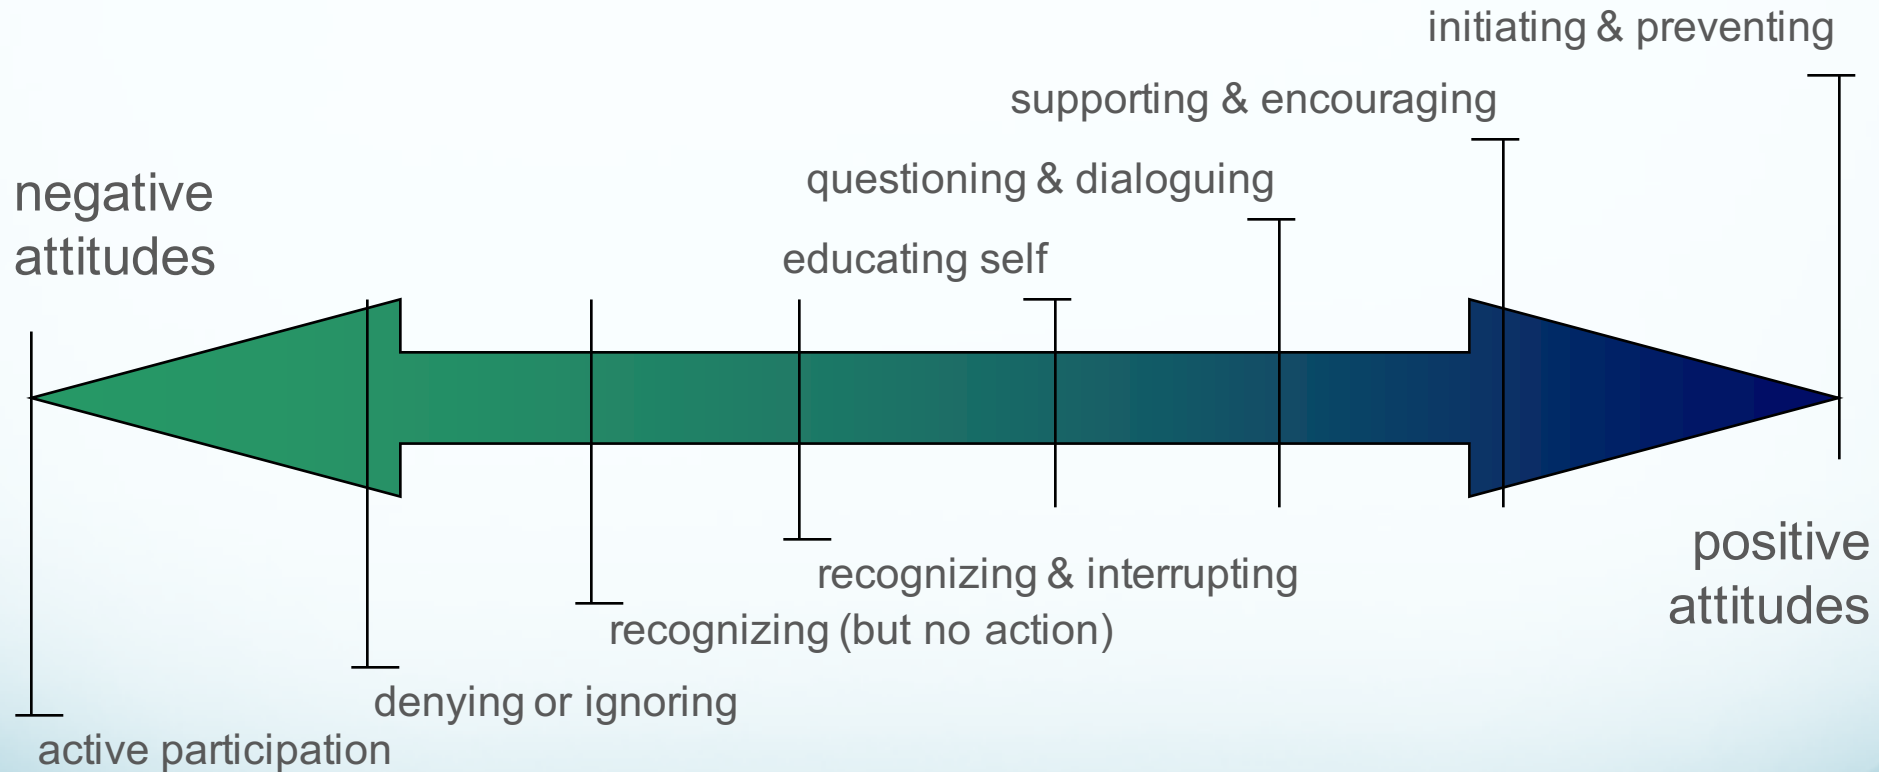 initiating & preventing
supporting & encouraging
questioning & dialoguing
negative
attitudes
educating self
positive
attitudes
recognizing & interrupting
recognizing (but no action)
denying or ignoring
active participation